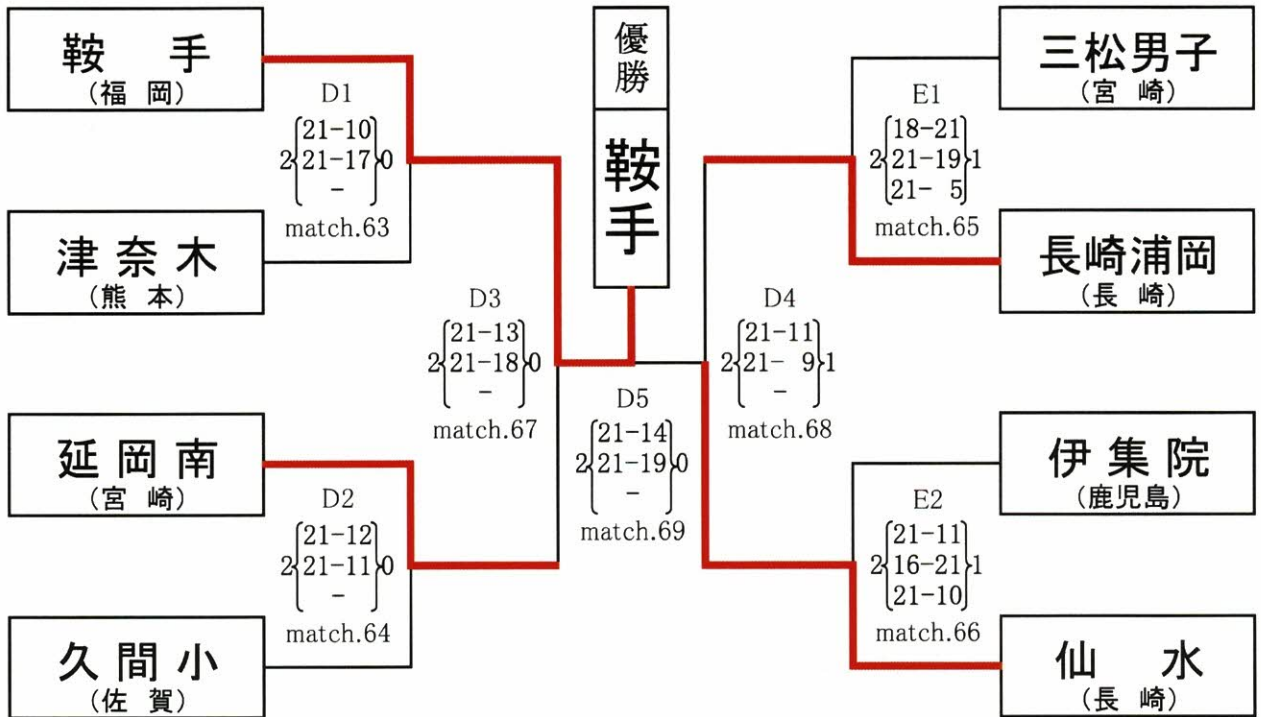 鞍 手
(福 岡)
D1
21-10
2 21-17 0
-
match.63
津奈木
(熊 本)
D3
21-13
2 21-18 0
-
match.67
延岡南
(宮 崎)
D2
21-12
2 21-11 0
-
match.64
久間小
(佐 賀)
優勝
鞍手
D5
21-14
2 21-19 0
-
match.69
三松男子
(宮 崎)
E1
18-21
2 21-19 1
21- 5
match.65
長崎浦岡
(長 崎)
D4
21-11
2 21- 9 1
-
match.68
伊集院
(鹿児島)
E2
21-11
2 16-21 1
21-10
match.66
仙 水
(長 崎)